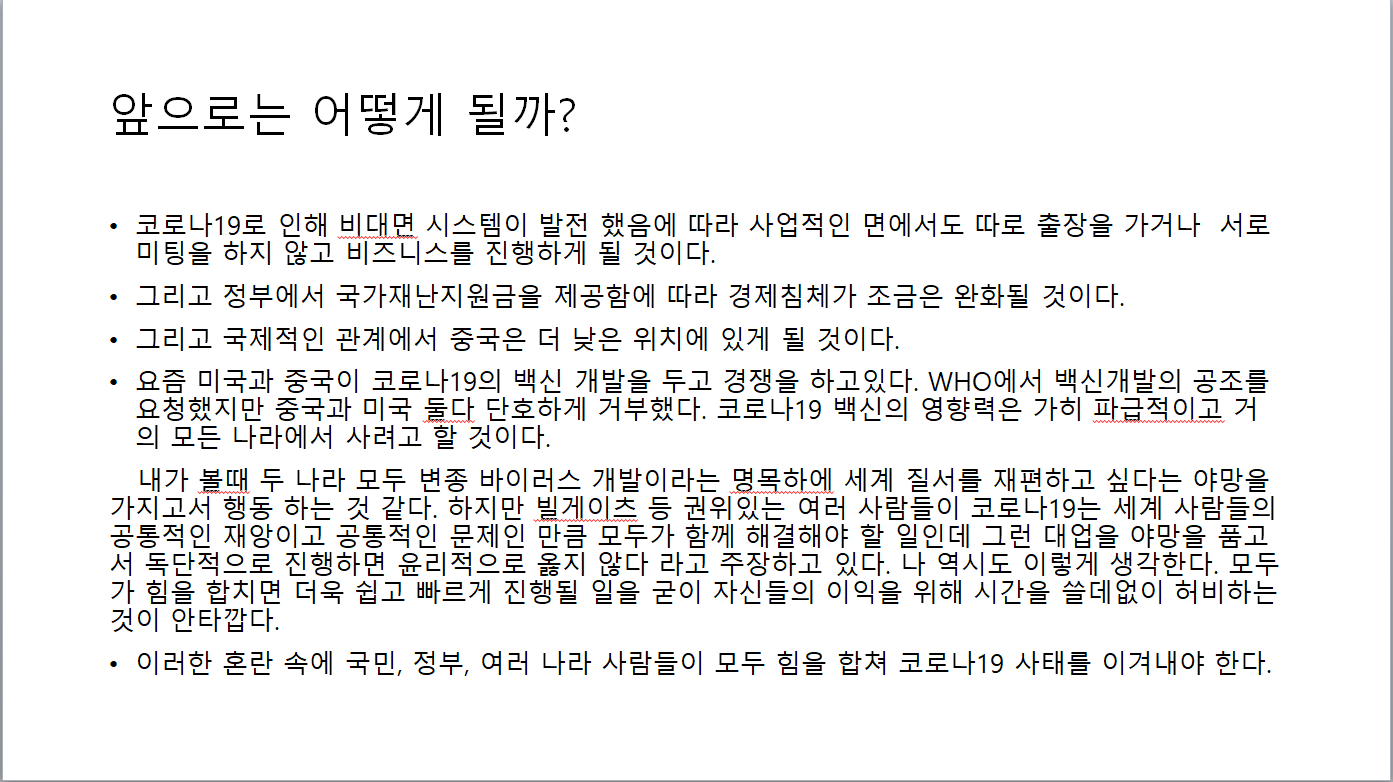 앞으로는 어떻게 될까?
• 코로나19로 인해 비대면 시스템이 발전 했음에 따라 사업적인 면에서도 따로 출장을 가거나  서로
미팅을 하지 않고 비즈니스를 진행하게 될 것이다.
• 그리고 정부에서 국가재난지원금을 제공함에 따라 경제침체가 조금은 완화될 것이다.
• 그리고 국제적인 관계에서 중국은 더 낮은 위치에 있게 될 것이다.
• 요즘 미국과 중국이 코로나19의 백신 개발을 두고 경쟁을 하고있다. WHO에서 백신개발의 공조를
요청했지만 중국과 미국 둘다 단호하게 거부했다. 코로나19 백신의 영향력은 가히 파급적이고 거
의 모든 나라에서 사려고 할 것이다.
내가 볼때 두 나라 모두 변종 바이러스 개발이라는 명목하에 세계 질서를 재편하고 싶다는 야망을
가지고서 행동 하는 것 같다. 하지만 빌게이츠 등 권위있는 여러 사람들이 코로나19는 세계 사람들의
공통적인 재앙이고 공통적인 문제인 만큼 모두가 함께 해결해야 할 일인데 그런 대업을 야망을 품고
서 독단적으로 진행하면 윤리적으로 옳지 않다 라고 주장하고 있다. 나 역시도 이렇게 생각한다. 모두
가 힘을 합치면 더욱 쉽고 빠르게 진행될 일을 굳이 자신들의 이익을 위해 시간을 쓸데없이 허비하는
것이 안타깝다.
• 이러한 혼란 속에 국민, 정부, 여러 나라 사람들이 모두 힘을 합쳐 코로나19 사태를 이겨내야 한다.